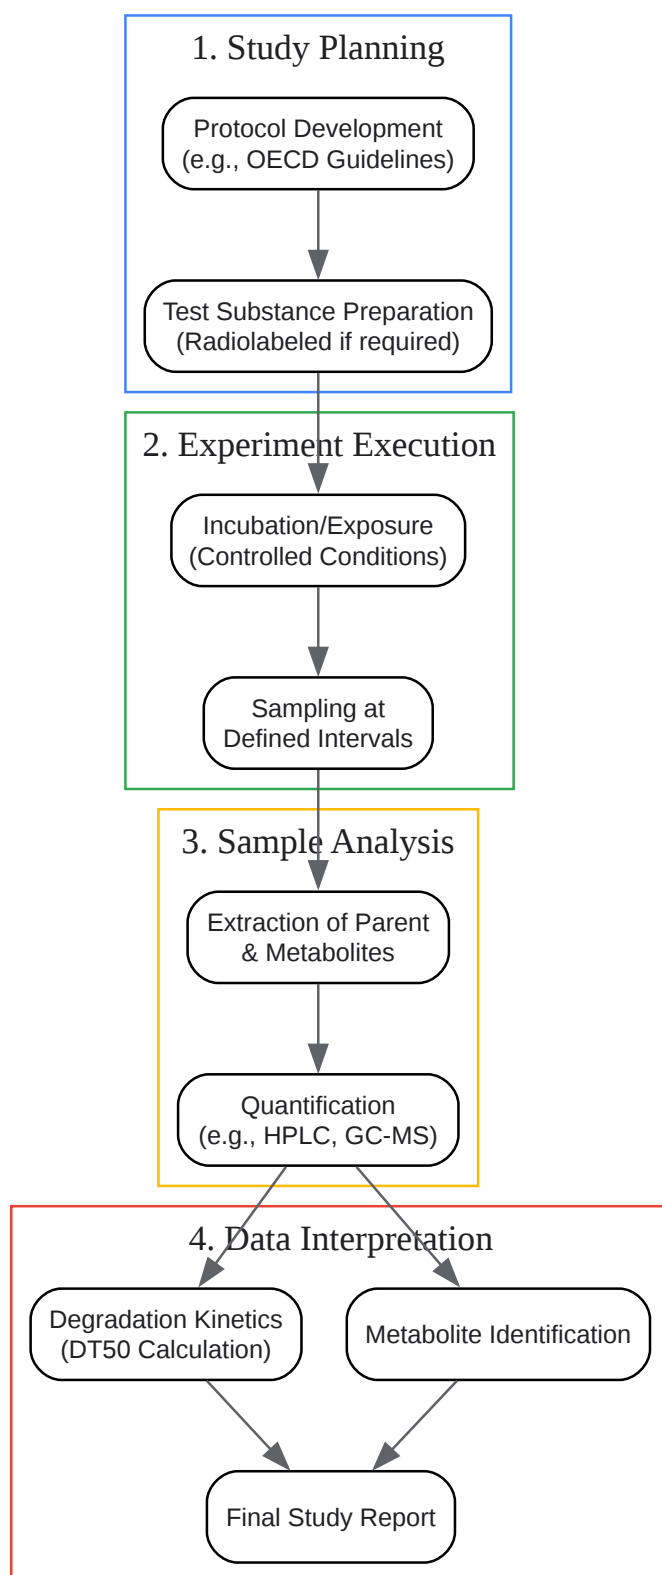 1. Study Planning
Protocol Development
(e.g., OECD Guidelines)
Test Substance Preparation
(Radiolabeled if required)
2. Experiment Execution
Incubation/Exposure
(Controlled Conditions)
Sampling at
Defined Intervals
3. Sample Analysis
Extraction of Parent
& Metabolites
Quantification
(e.g., HPLC, GC-MS)
4. Data Interpretation
Degradation Kinetics
(DT50 Calculation)
Metabolite Identification
Final Study Report